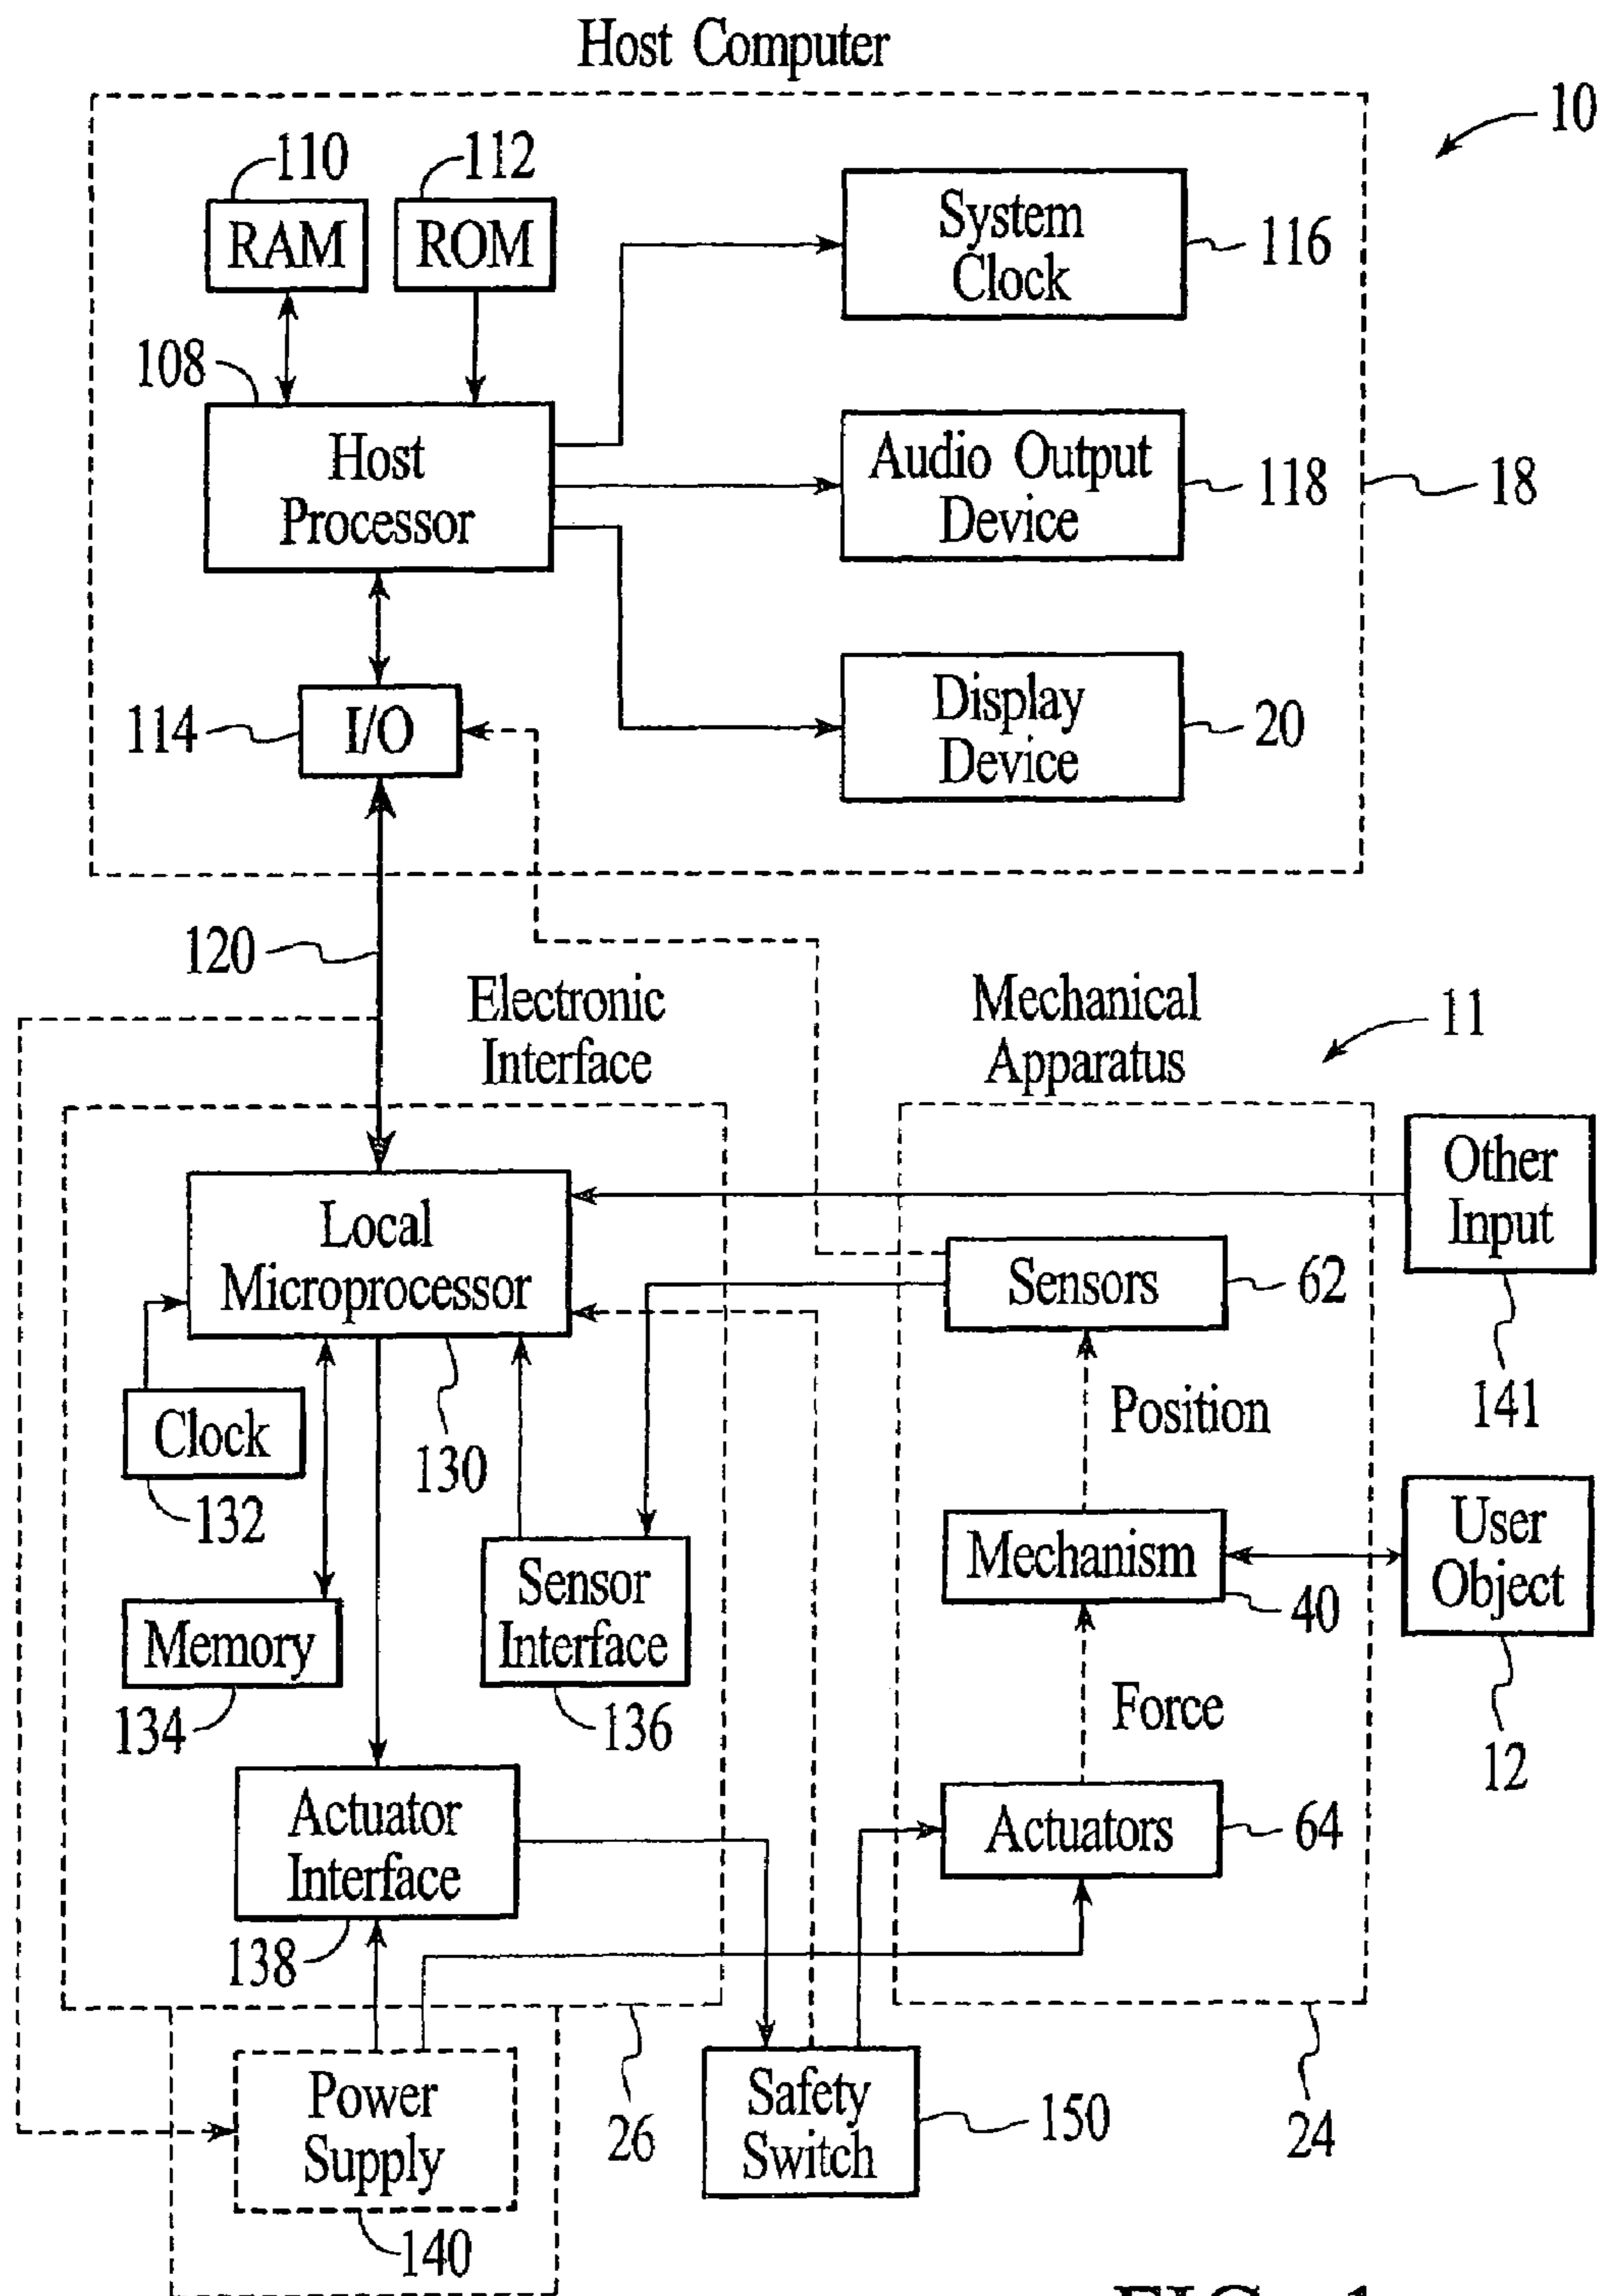 Host Computer
10
110
112
RAM
ROM
System
Clock
116
108
Host
Processor
Audio Output
Device
118
18
114
I/O
Display
Device
20
120
Electronic
Interface
Mechanical
Apparatus
11
Local
Microprocessor
Other
Input
Sensors
62
141
Clock
132
130
Position
Mechanism
40
User
Object
12
Memory
134
Sensor
Interface
136
Force
Actuator
Interface
138
Actuators
64
Power
Supply
140
26
Safety
Switch
150
24